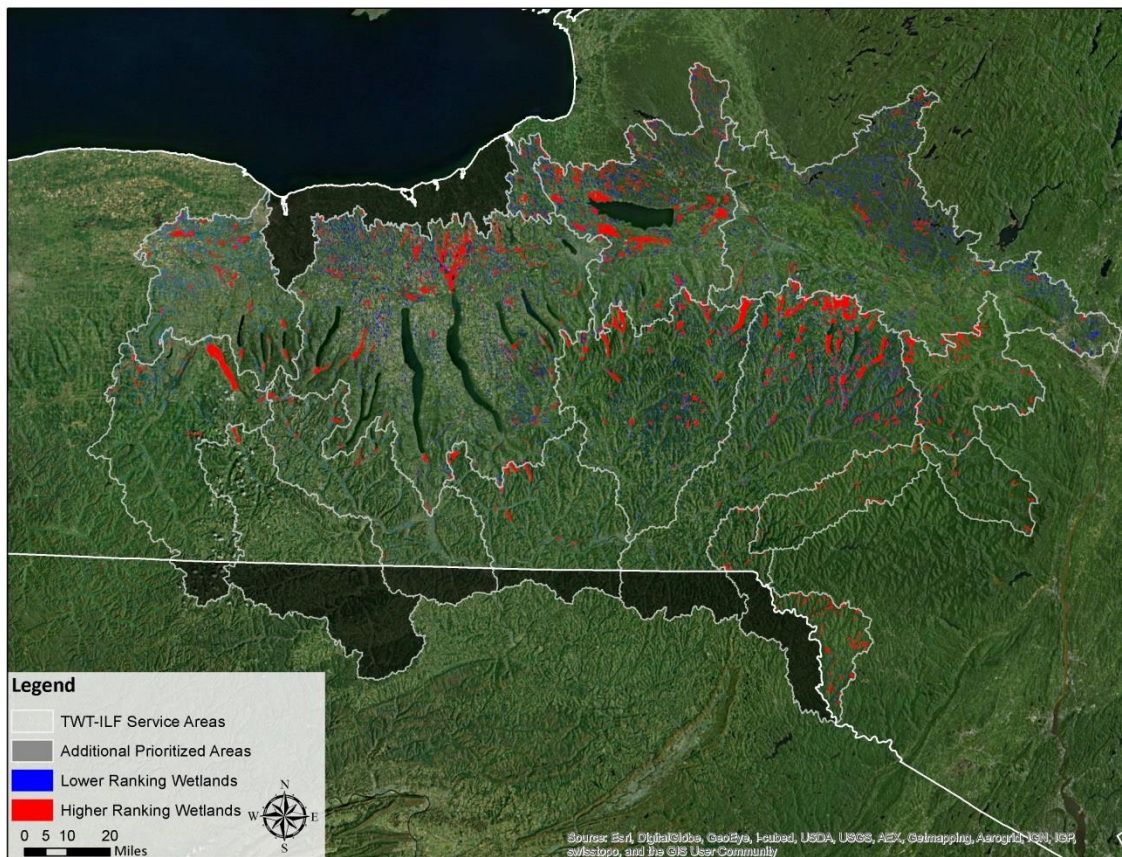 Legend
TWT-ILF Service Areas
Additional Prioritized Areas
Lower Ranking Wetlands
Higher Ranking Wetlands
N
W E
S
0 5 10 20
Miles
Source: Esri, DigitalGlobe, GeoEye, i-cubed, USDA, USGS, AEX, Getmapping, Aerogrid, IGN, IGP,
swisstopo, and the GIS User Community